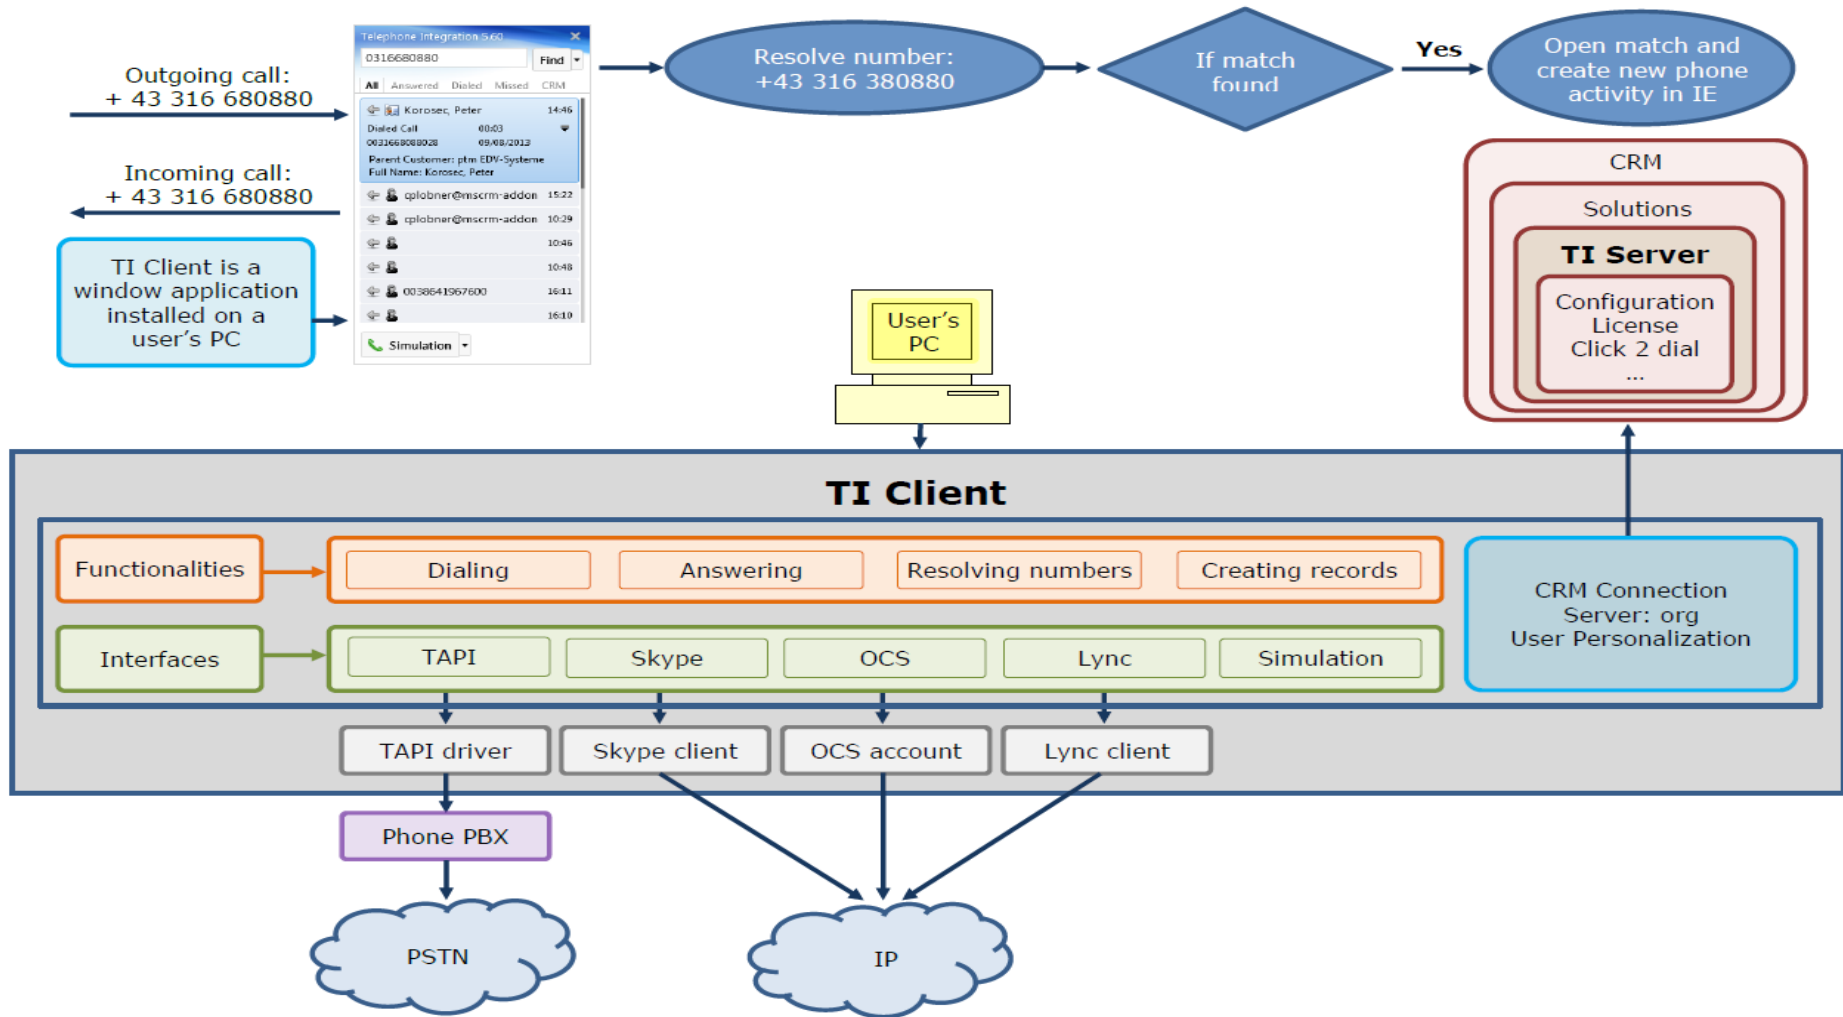 Outgoing call:
+ 43 316 680880
Incoming call:
+ 43 316 680880
TI Client is a
window application
installed on a
user's PC
Telephone Integration 5.60
0316680880 Find
All Answered Dialed Missed CRM
Korosec, Peter 14:46
Dialed Call 00:03
0031668088028 09/08/2013
Parent Customer: ptm EDV-Systeme
Full Name: Korosec, Peter
cplobner@mscrm-addon 15:22
cplobner@mscrm-addon 10:29
10:46
10:48
0038641967600 16:11
16:10
Simulation
Resolve number:
+43 316 380880
If match
found
Yes
Open match and
create new phone
activity in IE
CRM
Solutions
TI Server
Configuration
License
Click 2 dial
...
User's
PC
TI Client
Functionalities
Dialing
Answering
Resolving numbers
Creating records
Interfaces
TAPI
Skype
OCS
Lync
Simulation
CRM Connection
Server: org
User Personalization
TAPI driver
Skype client
OCS account
Lync client
Phone PBX
PSTN
IP